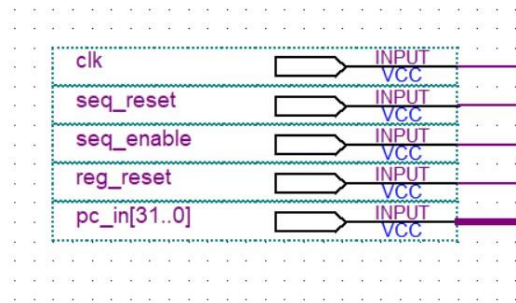 clk INPUT
VCC
seq_reset INPUT
VCC
seq_enable INPUT
VCC
reg_reset INPUT
VCC
pc_in[31..0] INPUT
VCC